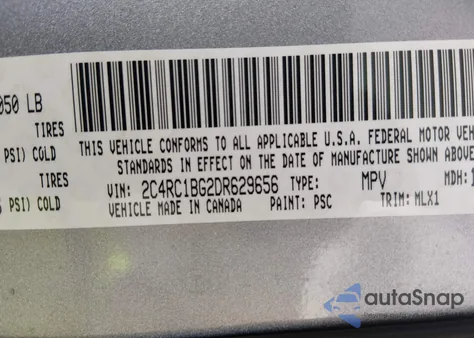 050 LB
TIRES
PSI) COLD
TIRES
PSI) COLD
THIS VEHICLE CONFORMS TO ALL APPLICABLE U.S.A. FEDERAL MOTOR
STANDARDS IN EFFECT ON THE DATE OF MANUFACTURE SHOWN ABOVE
VIN: 2C4RC1BG2DR629656 TYPE: MPV MDH:
VEHICLE MADE IN CANADA PAINT: PSC TRIM: MLX1
autoSnap